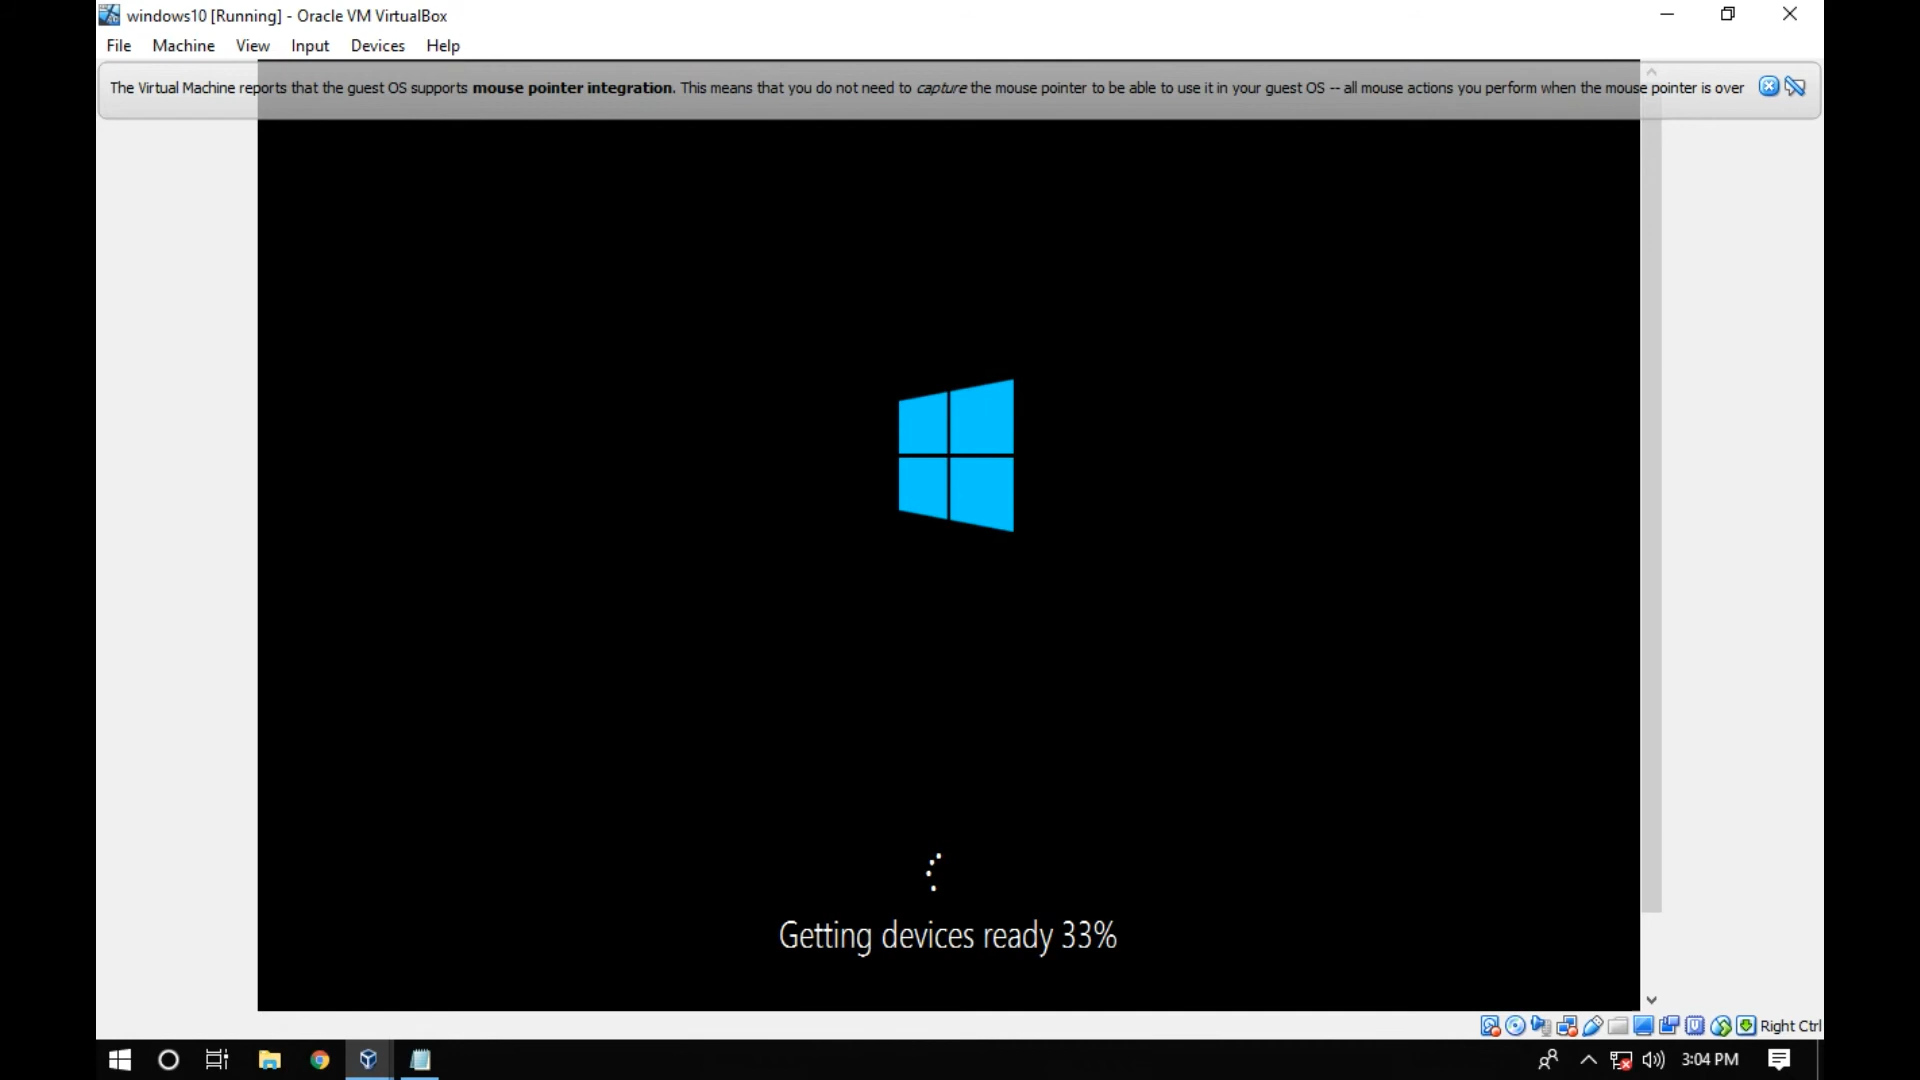 windows10 [Running] - Oracle VM VirtualBox
File Machine View Input Devices Help
The Virtual Machine reports that the guest OS supports mouse pointer integration. This means that you do not need to capture the mouse pointer to be able to use it in your guest OS -- all mouse actions you perform when the mouse pointer is over
Getting devices ready 33%
Right Ctrl
3:04 PM